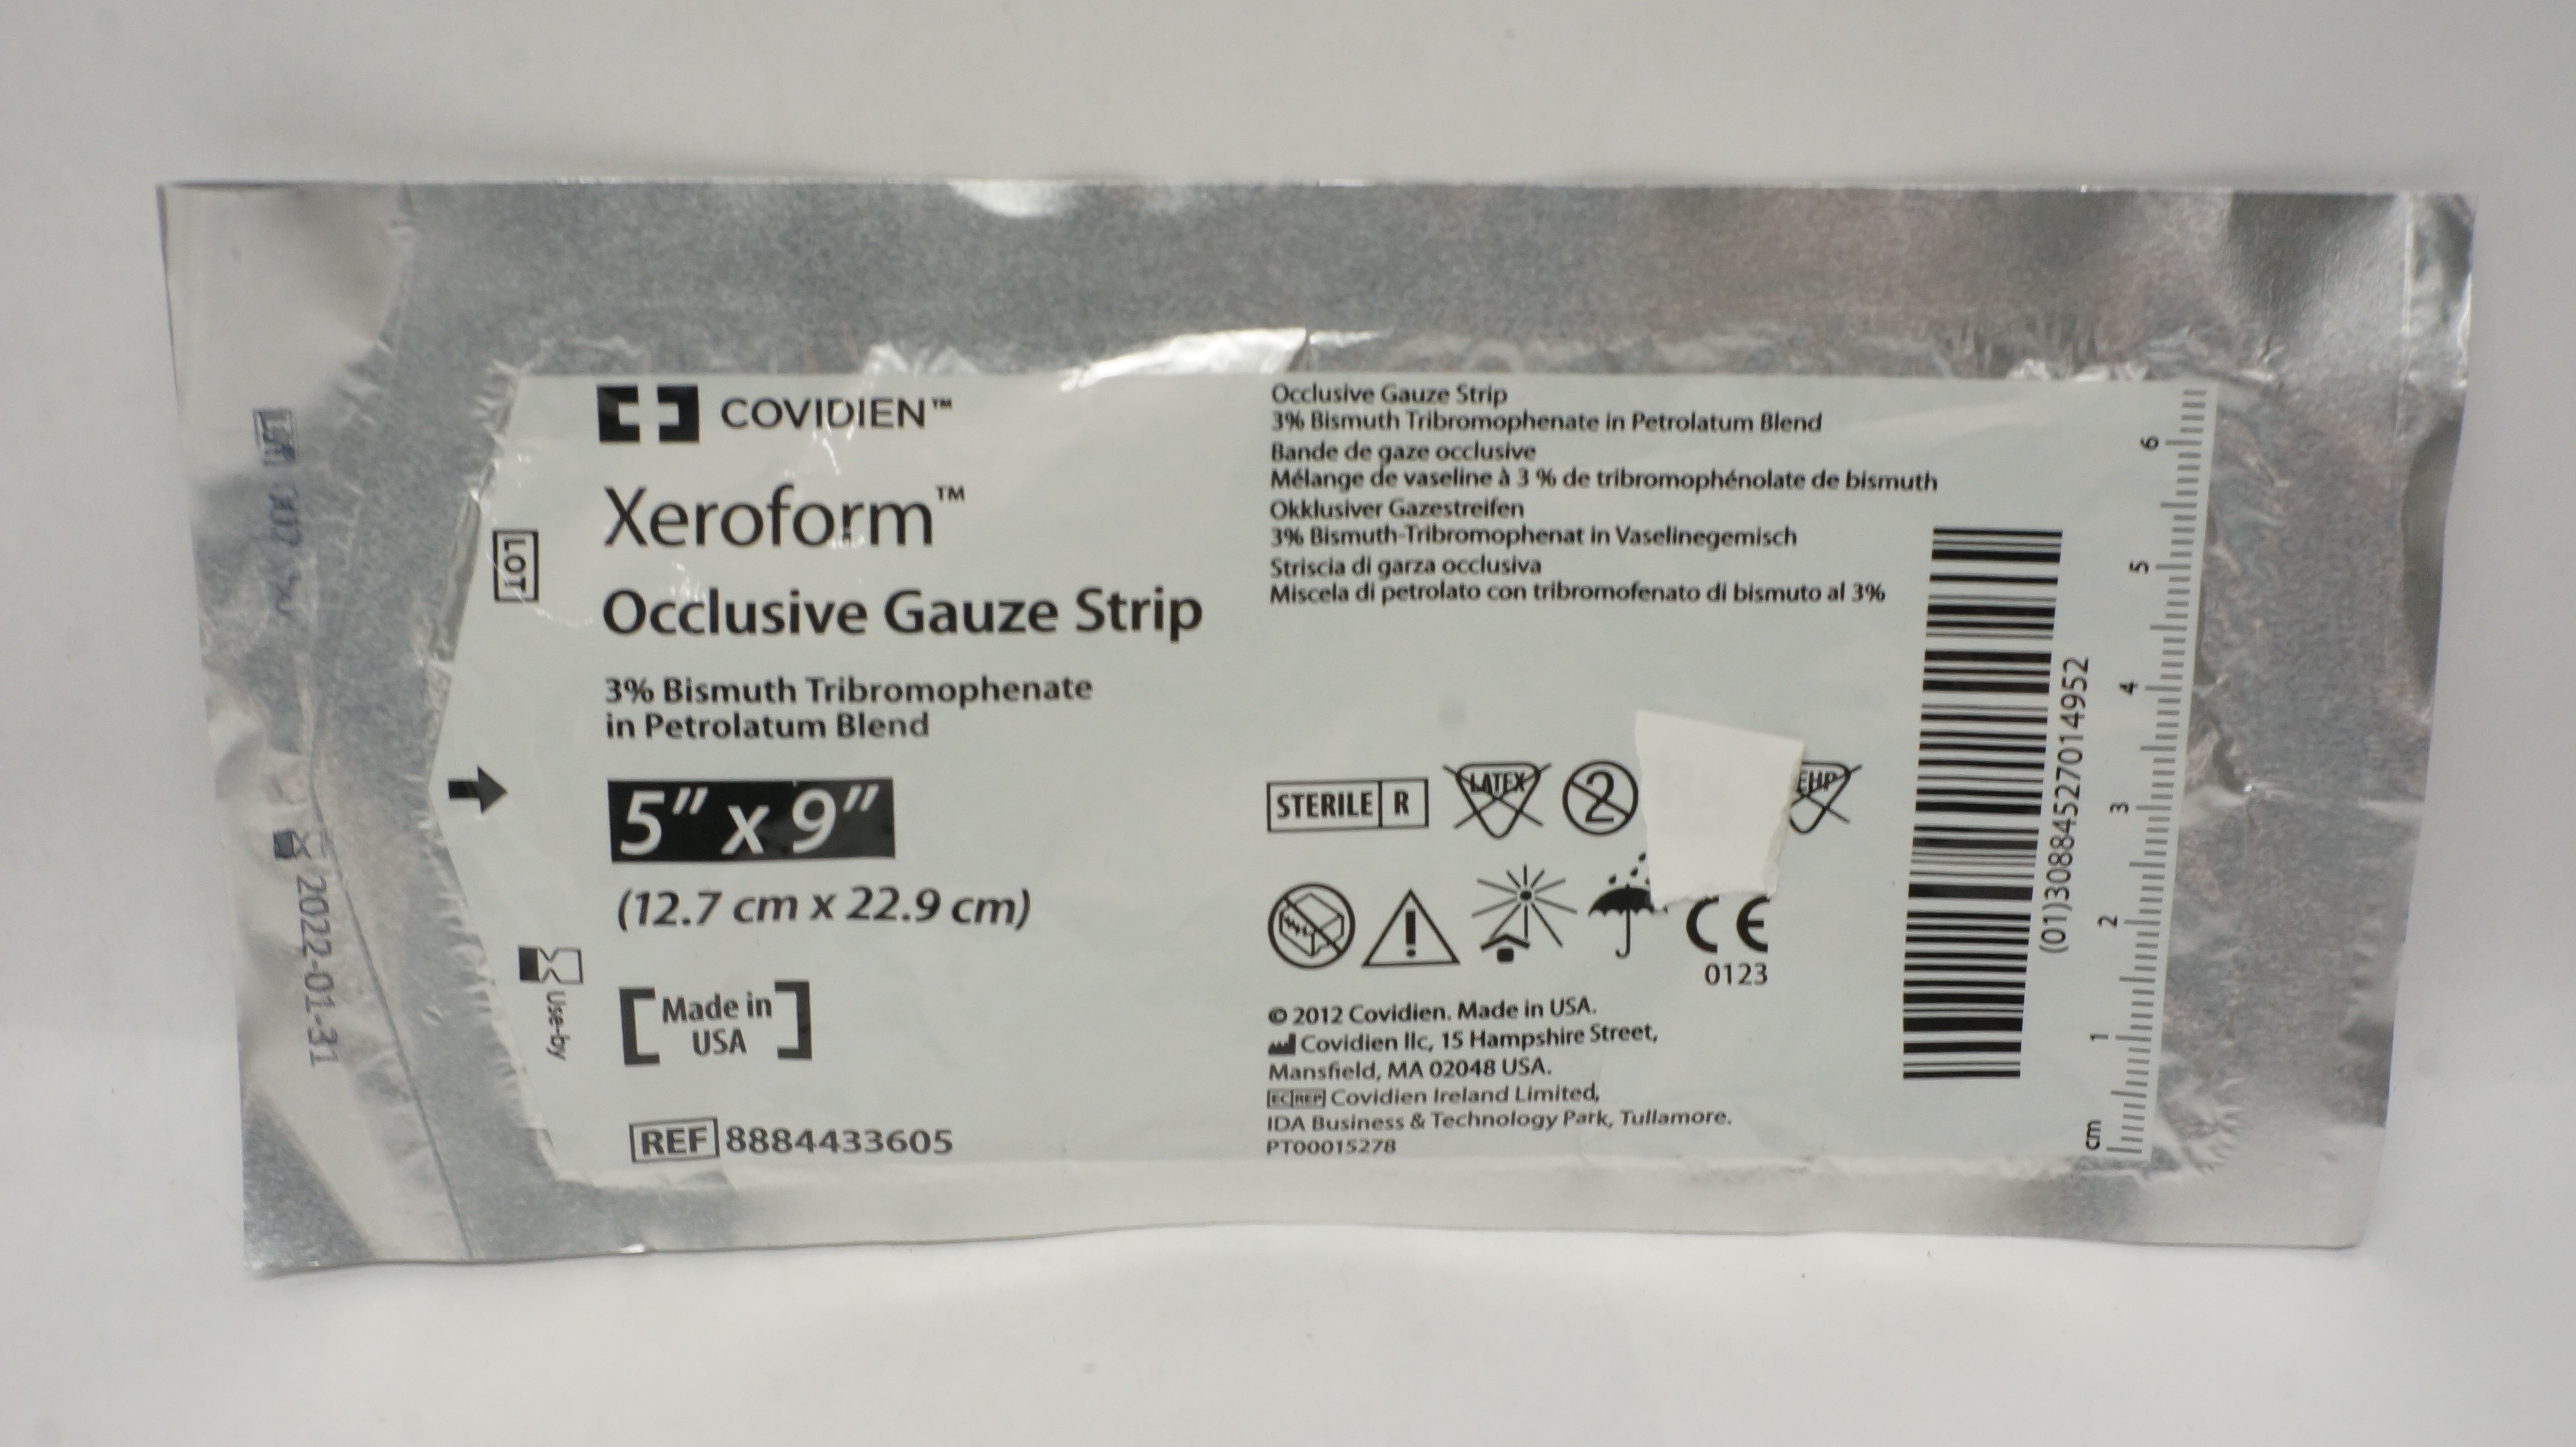 COVIDIEN™
Xeroform™
Occlusive Gauze Strip
3% Bismuth Tribromophenate
in Petrolatum Blend
5" x 9"
(12.7 cm x 22.9 cm)
Made in
USA
REF 8884433605
LOT
Use-by
2022-01-31
Occlusive Gauze Strip
3% Bismuth Tribromophenate in Petrolatum Blend
Bande de gaze occlusive
Mélange de vaseline à 3 % de tribromophénolate de bismuth
Okklusiver Gazestreifen
3% Bismuth-Tribromophenat in Vaselinegemisch
Striscia di garza occlusiva
Miscela di petrolato con tribromofenato di bismuto al 3%
STERILE R LATEX 2
CE
0123
© 2012 Covidien. Made in USA.
Covidien llc, 15 Hampshire Street,
Mansfield, MA 02048 USA.
EC REP Covidien Ireland Limited,
IDA Business & Technology Park, Tullamore.
PT00015278
(01)30884527014952
cm 1 2 3 4 5 6